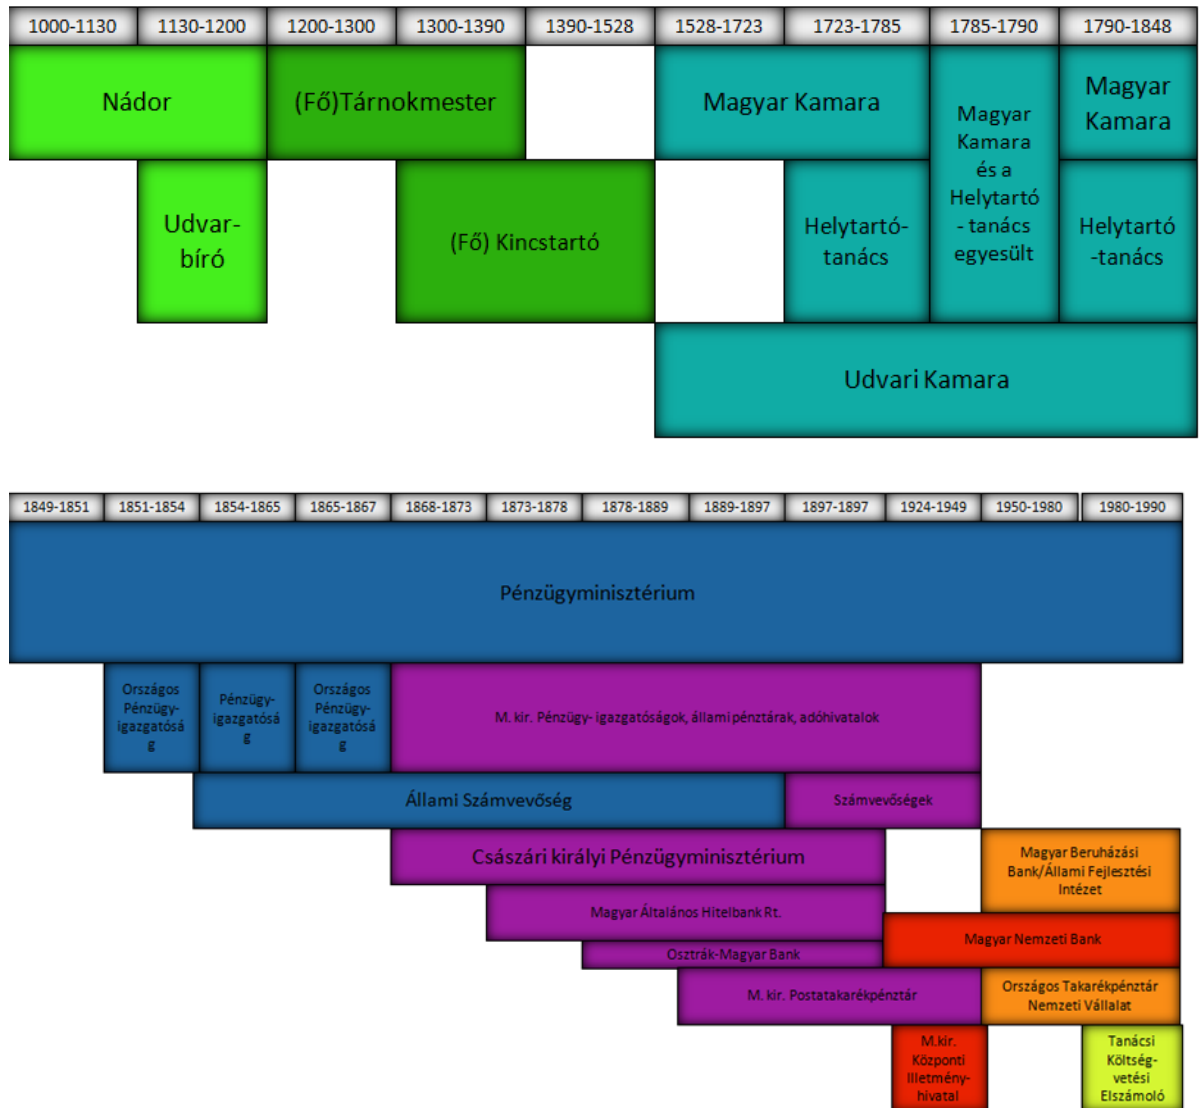 1000-1130 1130-1200 1200-1300 1300-1390 1390-1528 1528-1723 1723-1785 1785-1790 1790-1848
Nádor
(Fő)Tárnokmester
Magyar Kamara
Magyar
Kamara
és a
Helytartó
- tanács
egyesült
Magyar
Kamara
Udvar-
bíró
(Fő) Kincstartó
Helytartó-
tanács
Helytartó
-tanács
Udvari Kamara
1849-1851 1851-1854 1854-1865 1865-1867 1868-1873 1873-1878 1878-1889 1889-1897 1897-1897 1924-1949 1950-1980 1980-1990
Pénzügyminisztérium
Országos
Pénzügy-
igazgatósá
g
Pénzügy-
igazgatósá
g
Országos
Pénzügy-
igazgatósá
g
M. kir. Pénzügy- igazgatóságok, állami pénztárak, adóhivatalok
Állami Számvevőség
Számvevőségek
Császári királyi Pénzügyminisztérium
Magyar Beruházási
Bank/Állami Fejlesztési
Intézet
Magyar Általános Hitelbank Rt.
Magyar Nemzeti Bank
Osztrák-Magyar Bank
M. kir. Postatakarékpénztár
Országos Takarékpénztár
Nemzeti Vállalat
M.kir.
Központi
Illetmény-
hivatal
Tanácsi
Költség-
vetési
Elszámoló